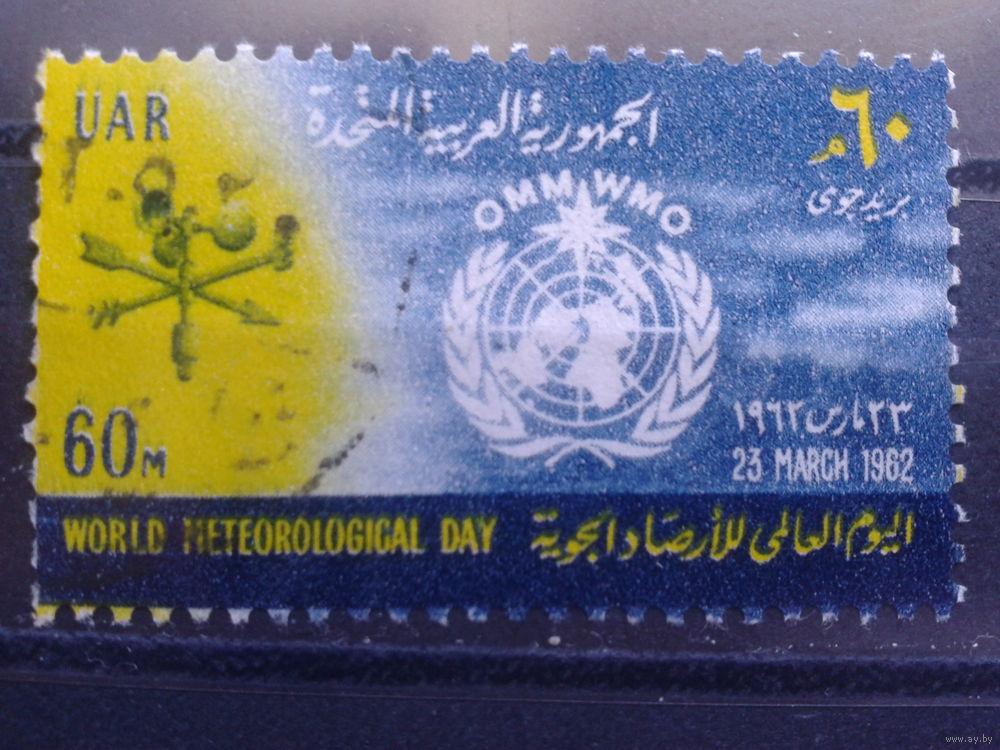 UAR
الجمهورية العربية المتحدة
٦٠م
بريد جوى
OMM WMO
60M
٢٣ مارس ١٩٦٢
23 MARCH 1962
WORLD METEOROLOGICAL DAY
اليوم العالمى للأرصاد الجوية
www.ay.by